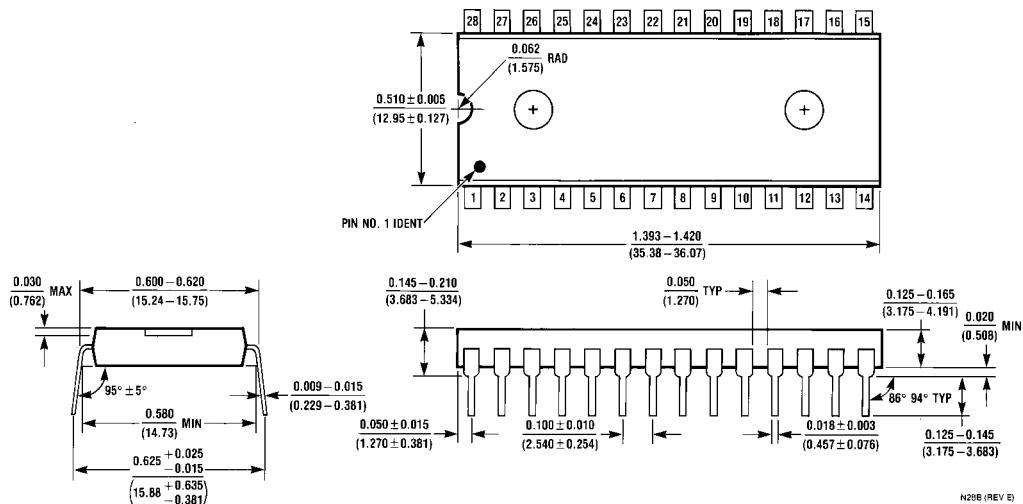 28 27 26 25 24 23 22 21 20 19 18 17 16 15
0.062
(1.575)
RAD
0.510 ± 0.005
(12.95 ± 0.127)
PIN NO. 1 IDENT
1 2 3 4 5 6 7 8 9 10 11 12 13 14
1.393 – 1.420
(35.38 – 36.07)
0.030
(0.762)
MAX
0.600 – 0.620
(15.24 – 15.75)
95° ±5°
0.580
(14.73)
MIN
0.009 – 0.015
(0.229 – 0.381)
0.625 +0.025 -0.015
(15.88 +0.635 -0.381)
0.145 – 0.210
(3.683 – 5.334)
0.050
(1.270)
TYP
0.125 – 0.165
(3.175 – 4.191)
0.020
(0.508)
MIN
86° 94° TYP
0.050 ± 0.015
(1.270 ± 0.381)
0.100 ± 0.010
(2.540 ± 0.254)
0.018 ± 0.003
(0.457 ± 0.076)
0.125 – 0.145
(3.175 – 3.683)
N28B (REV E)